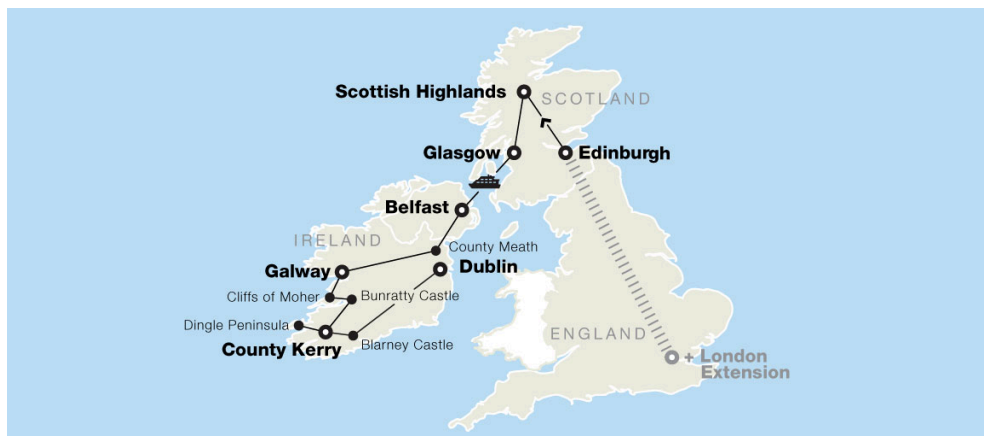 Scottish Highlands
SCOTLAND
Glasgow
Edinburgh
Belfast
IRELAND
County Meath
Galway
Dublin
Cliffs of Moher
Bunratty Castle
Dingle Peninsula
County Kerry
Blarney Castle
ENGLAND
+ London
Extension